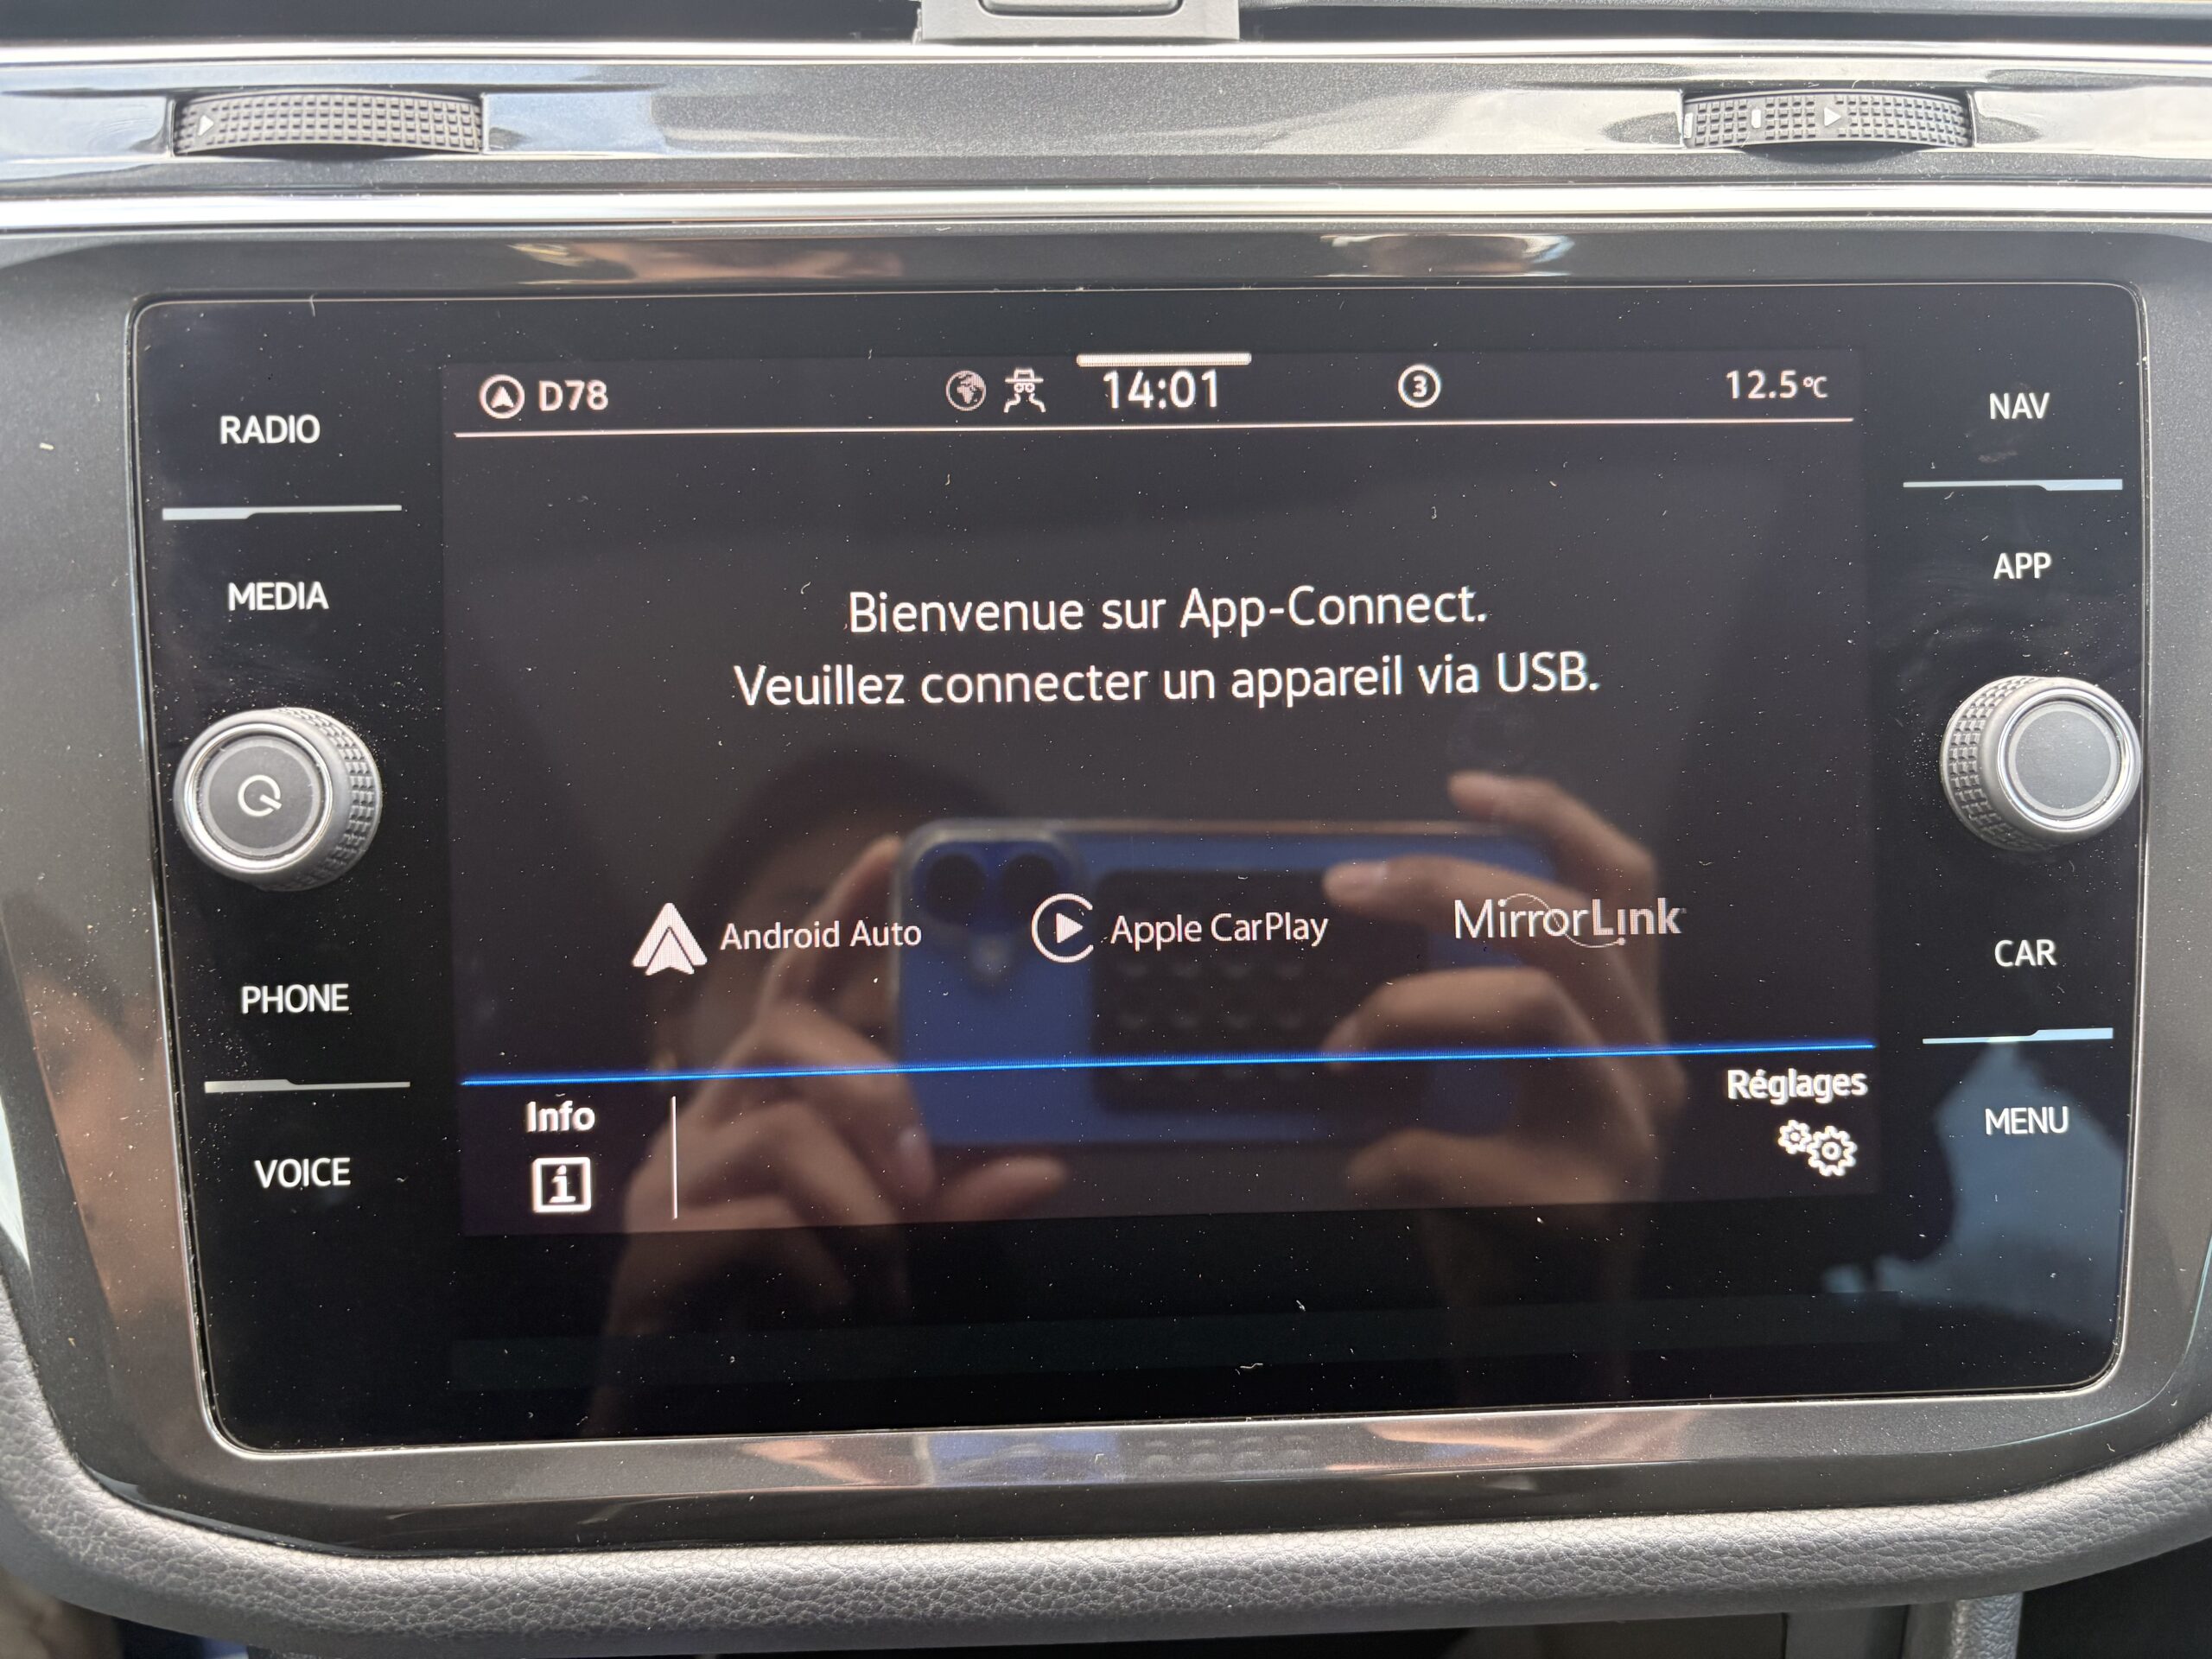 RADIO
MEDIA
PHONE
VOICE
D78
14:01
3
12.5°C
Bienvenue sur App-Connect.
Veuillez connecter un appareil via USB.
Android Auto
Apple CarPlay
MirrorLink
Info
i
Réglages
NAV
APP
CAR
MENU